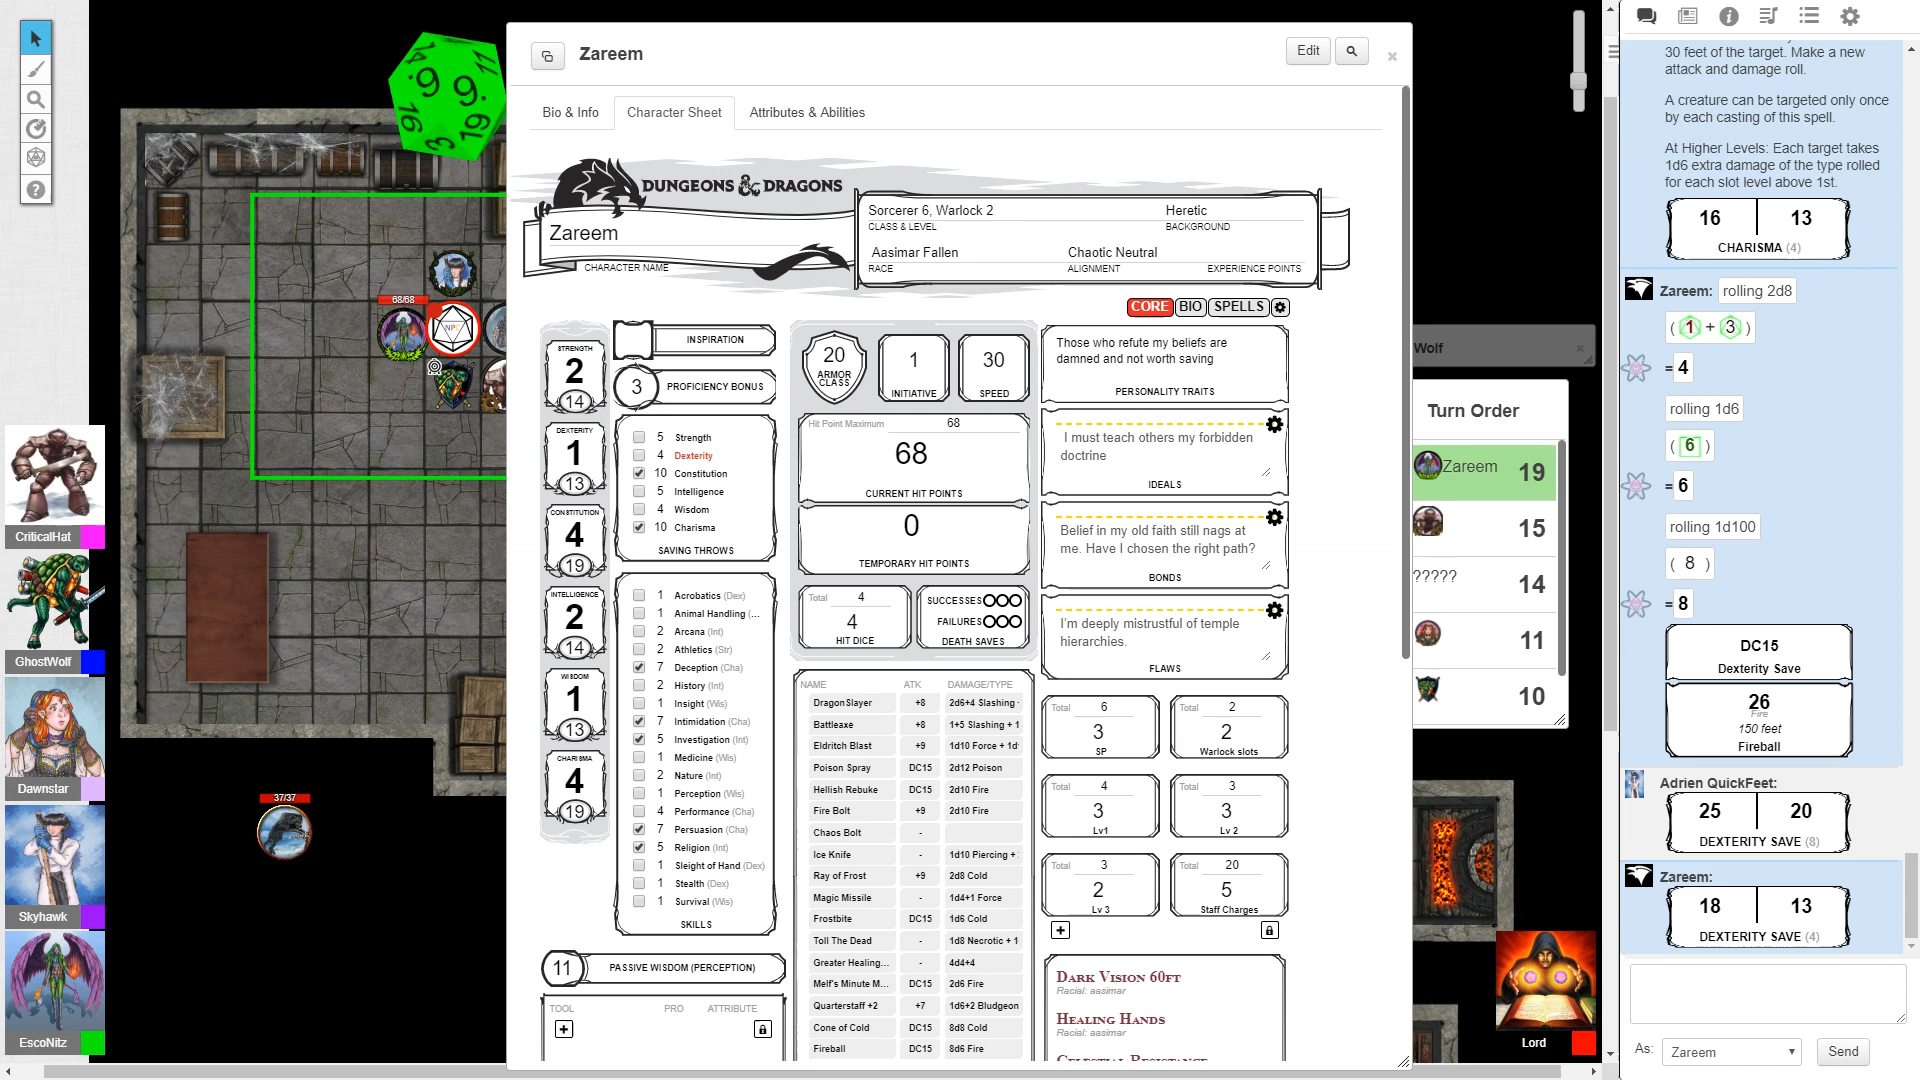 Zareem
Edit
Bio & Info
Character Sheet
Attributes & Abilities
DUNGEONS & DRAGONS
Zareem
CHARACTER NAME
Sorcerer 6, Warlock 2
CLASS & LEVEL
Heretic
BACKGROUND
Aasimar Fallen
RACE
Chaotic Neutral
ALIGNMENT
EXPERIENCE POINTS
CORE
BIO
SPELLS
STRENGTH
2
14
DEXTERITY
1
13
CONSTITUTION
4
19
INTELLIGENCE
2
14
WISDOM
1
13
CHARISMA
4
19
INSPIRATION
3
PROFICIENCY BONUS
5 Strength
4 Dexterity
10 Constitution
5 Intelligence
4 Wisdom
10 Charisma
SAVING THROWS
1 Acrobatics (Dex)
1 Animal Handling (...
2 Arcana (Int)
2 Athletics (Str)
7 Deception (Cha)
2 History (Int)
1 Insight (Wis)
7 Intimidation (Cha)
5 Investigation (Int)
1 Medicine (Wis)
2 Nature (Int)
1 Perception (Wis)
4 Performance (Cha)
7 Persuasion (Cha)
5 Religion (Int)
1 Sleight of Hand (Dex)
1 Stealth (Dex)
1 Survival (Wis)
SKILLS
11
PASSIVE WISDOM (PERCEPTION)
TOOL PRO ATTRIBUTE
20
ARMOR
CLASS
1
INITIATIVE
30
SPEED
Hit Point Maximum 68
68
CURRENT HIT POINTS
0
TEMPORARY HIT POINTS
Total 4
4
HIT DICE
SUCCESSES
FAILURES
DEATH SAVES
NAME ATK DAMAGE/TYPE
DragonSlayer +8 2d6+4 Slashing
Battleaxe +8 1+5 Slashing + 1
Eldritch Blast +9 1d10 Force + 1d
Poison Spray DC15 2d12 Poison
Hellish Rebuke DC15 2d10 Fire
Fire Bolt +9 2d10 Fire
Chaos Bolt -
Ice Knife - 1d10 Piercing +
Ray of Frost +9 2d8 Cold
Magic Missile - 1d4+1 Force
Frostbite DC15 1d6 Cold
Toll The Dead - 1d8 Necrotic + 1
Greater Healing... - 4d4+4
Melf's Minute M... DC15 2d6 Fire
Quarterstaff +2 +7 1d6+2 Bludgeon
Cone of Cold DC15 8d8 Cold
Fireball DC15 8d6 Fire
Those who refute my beliefs are
damned and not worth saving
PERSONALITY TRAITS
I must teach others my forbidden
doctrine
IDEALS
Belief in my old faith still nags at
me. Have I chosen the right path?
BONDS
I'm deeply mistrustful of temple
hierarchies.
FLAWS
Total 6
3
SP
Total 2
2
Warlock slots
Total 4
3
Lv1
Total 3
3
Lv 2
Total 3
2
Lv 3
Total 20
5
Staff Charges
DARK VISION 60FT
Racial: aasimar
HEALING HANDS
Racial: aasimar
CELESTIAL RESISTANCE
14 9 11
9
16 19
3
68/68
NPC
37/37
CriticalHat
GhostWolf
Dawnstar
Skyhawk
EscoNitz
Wolf
Turn Order
Zareem 19
15
????? 14
11
10
Lord
30 feet of the target. Make a new
attack and damage roll.
A creature can be targeted only once
by each casting of this spell.
At Higher Levels: Each target takes
1d6 extra damage of the type rolled
for each slot level above 1st.
16 13
CHARISMA (4)
Zareem: rolling 2d8
( 1 + 3 )
= 4
rolling 1d6
( 6 )
= 6
rolling 1d100
( 8 )
= 8
DC15
Dexterity Save
26
Fire
150 feet
Fireball
Adrien QuickFeet:
25 20
DEXTERITY SAVE (8)
Zareem:
18 13
DEXTERITY SAVE (4)
As: Zareem
Send